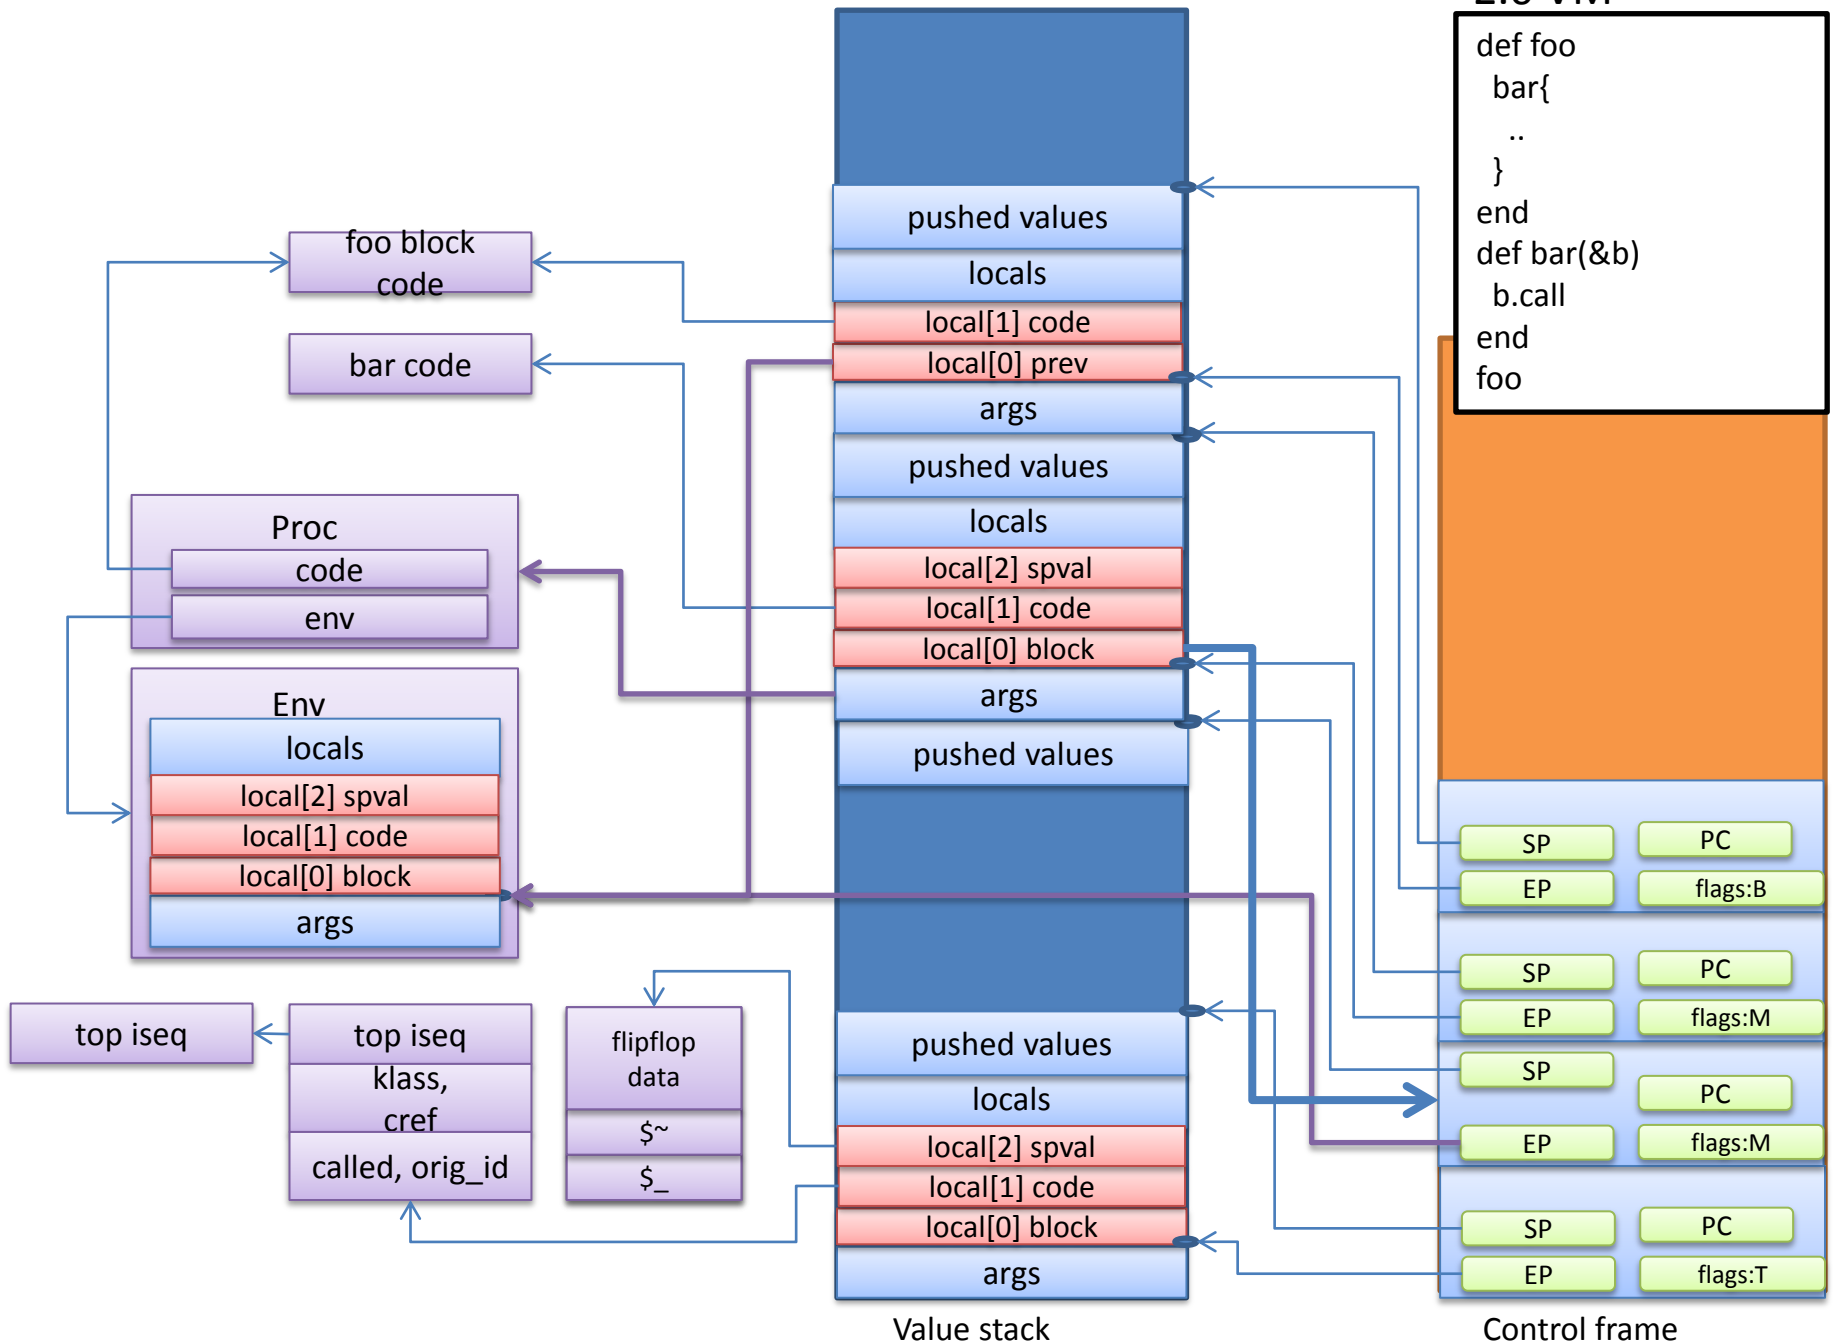 def foo
bar{
..
}
end
def bar(&b)
b.call
end
foo
pushed values
locals
local[1] code
local[0] prev
args
pushed values
locals
local[2] spval
local[1] code
local[0] block
args
pushed values
pushed values
locals
local[2] spval
local[1] code
local[0] block
args
Value stack
foo block
code
bar code
Proc
code
env
Env
locals
local[2] spval
local[1] code
local[0] block
args
top iseq
top iseq
klass,
cref
called, orig_id
flipflop
data
$~
$_
SP
PC
EP
flags:B
SP
PC
EP
flags:M
SP
PC
EP
flags:M
SP
PC
EP
flags:T
Control frame